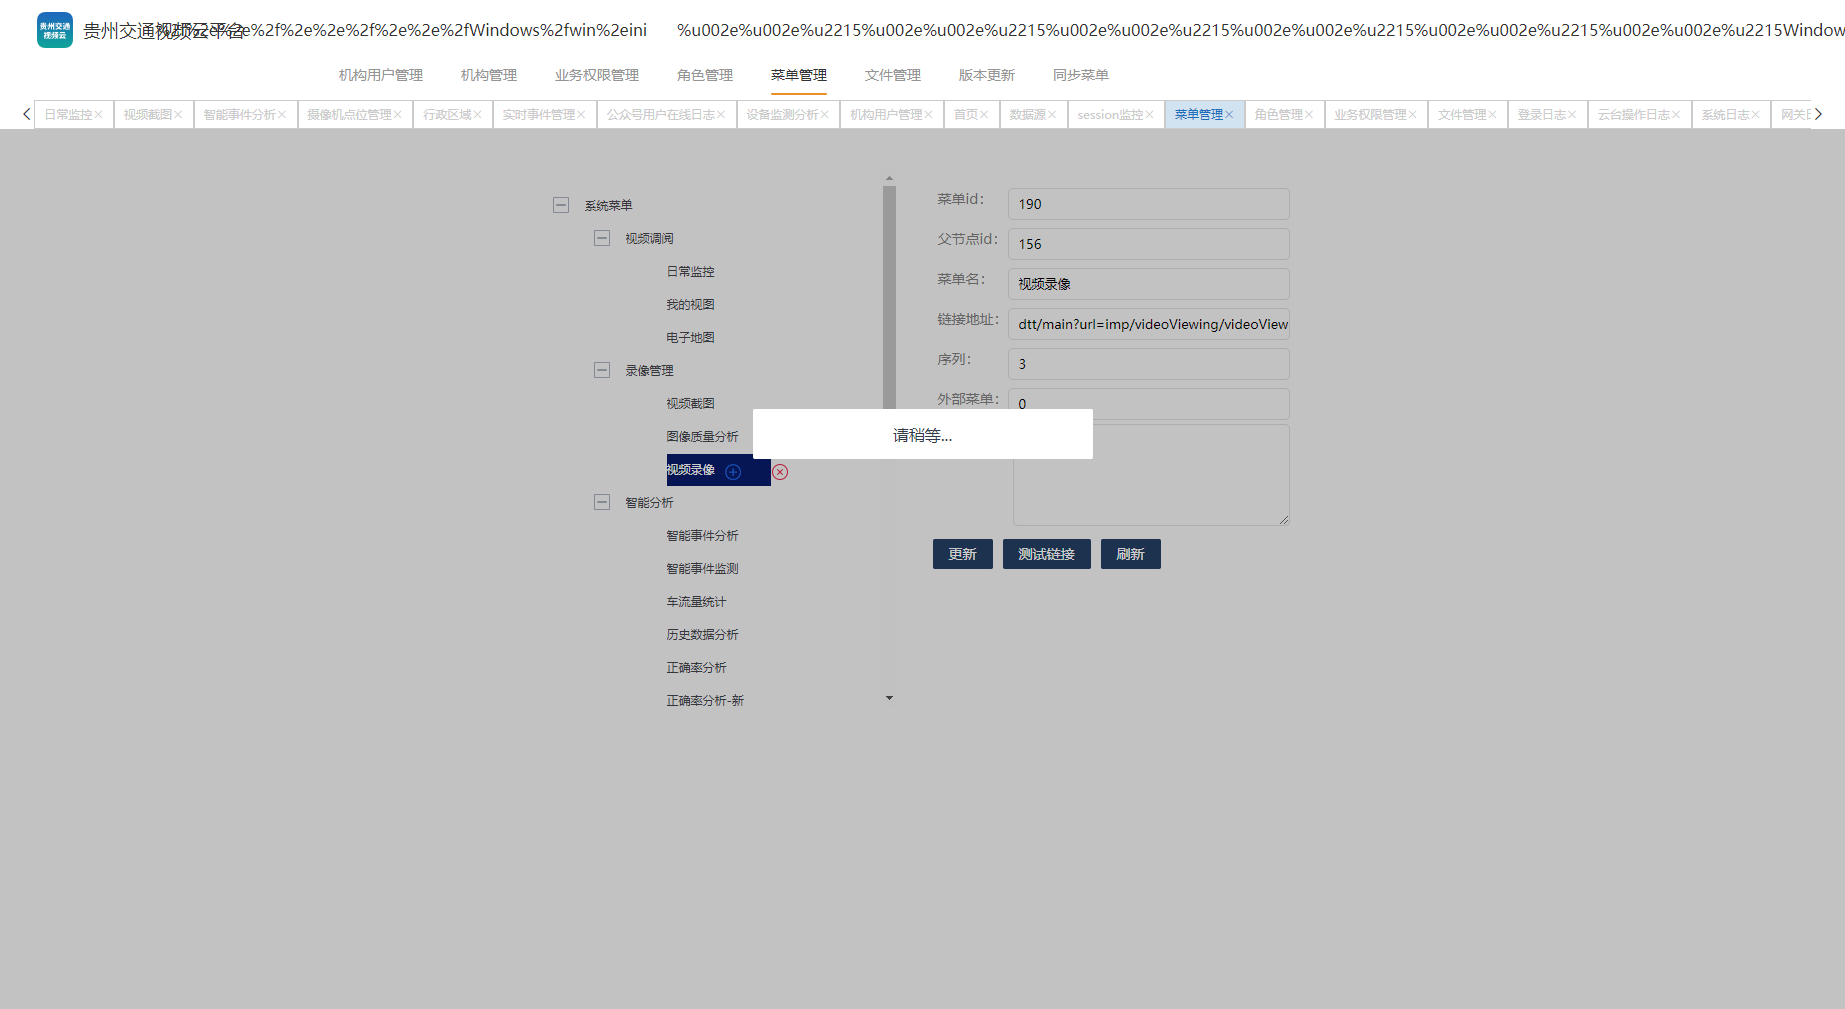 贵州交通
视频云
贵州交通视频云平台
%2e%2e%2f%2e%2e%2fWindows%2fwin%2eini
%u002e%u002e%u2215%u002e%u002e%u2215%u002e%u002e%u2215%u002e%u002e%u2215%u002e%u002e%u2215%u002e%u002e%u2215Window
机构用户管理 机构管理 业务权限管理 角色管理 菜单管理 文件管理 版本更新 同步菜单
日常监控× 视频截图× 智能事件分析× 摄像机点位管理× 行政区域× 实时事件管理× 公众号用户在线日志× 设备监测分析× 机构用户管理× 首页× 数据源× session监控× 菜单管理× 角色管理× 业务权限管理× 文件管理× 登录日志× 云台操作日志× 系统日志× 网关
系统菜单
视频调阅
日常监控
我的视图
电子地图
录像管理
视频截图
图像质量分析
视频录像
智能分析
智能事件分析
智能事件监测
车流量统计
历史数据分析
正确率分析
正确率分析-新
菜单id: 190
父节点id: 156
菜单名: 视频录像
链接地址: dtt/main?url=imp/videoViewing/videoView
序列: 3
外部菜单: 0
请稍等...
更新 测试链接 刷新